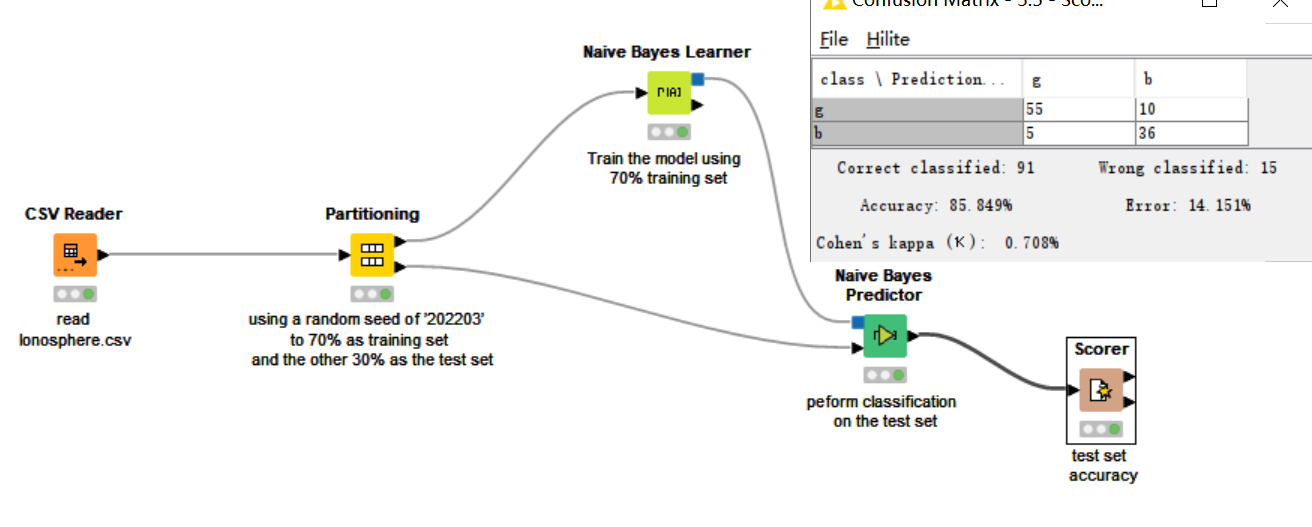 Confusion Matrix - 3:5 - Sco...
File Hilite
class \ Prediction... g b
g 55 10
b 5 36
Correct classified: 91 Wrong classified: 15
Accuracy: 85.849% Error: 14.151%
Cohen's kappa (κ): 0.708%
Naive Bayes Learner
Train the model using
70% training set
CSV Reader
read
Ionosphere.csv
Partitioning
using a random seed of '202203'
to 70% as training set
and the other 30% as the test set
Naive Bayes
Predictor
peform classification
on the test set
Scorer
test set
accuracy